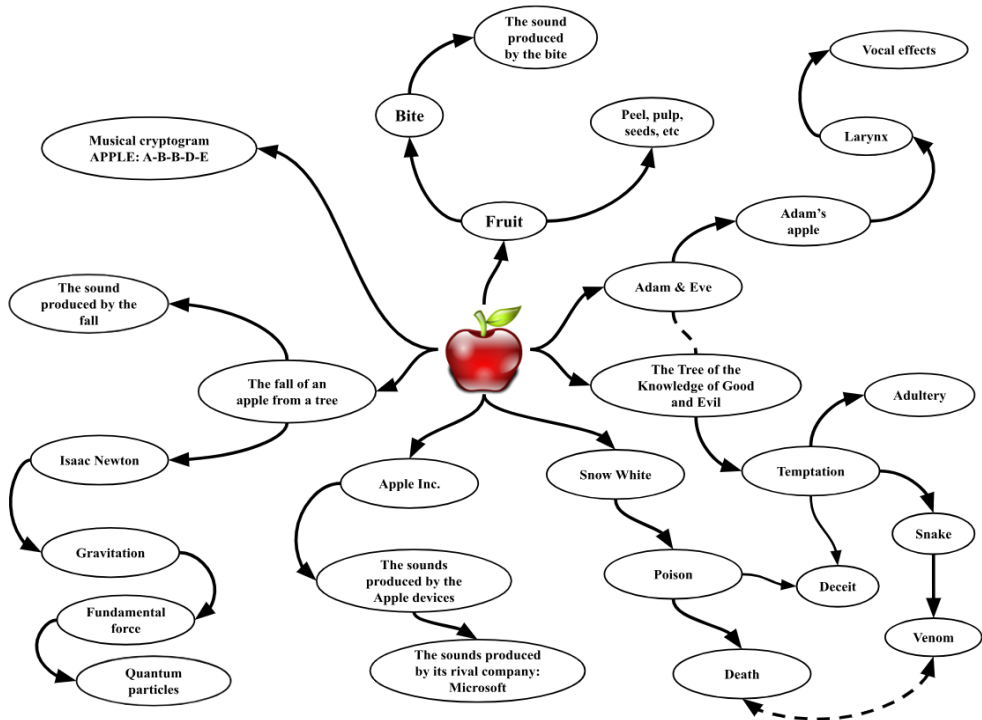 The sound
produced
by the bite
Vocal effects
Bite
Peel, pulp,
seeds, etc
Larynx
Musical cryptogram
APPLE: A-B-B-D-E
Fruit
Adam's
apple
Adam & Eve
The sound
produced by the
fall
The fall of an
apple from a tree
The Tree of the
Knowledge of Good
and Evil
Adultery
Isaac Newton
Apple Inc.
Snow White
Temptation
Snake
Gravitation
The sounds
produced by the
Apple devices
Poison
Deceit
Fundamental
force
Venom
Quantum
particles
The sounds produced
by its rival company:
Microsoft
Death